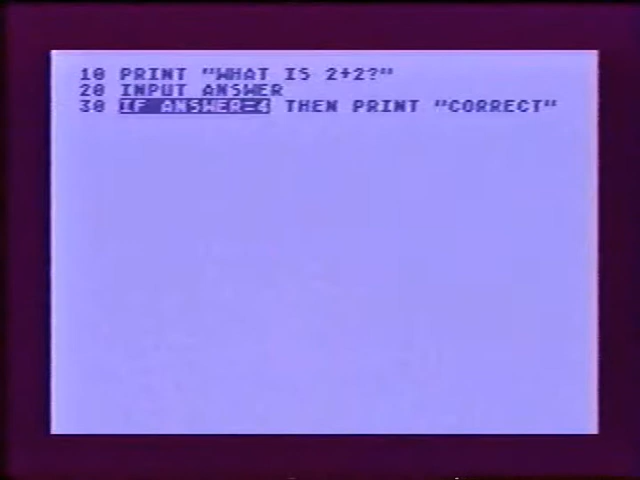 10 PRINT "WHAT IS 2+2?"
20 INPUT ANSWER
30 IF ANSWER=4 THEN PRINT "CORRECT"